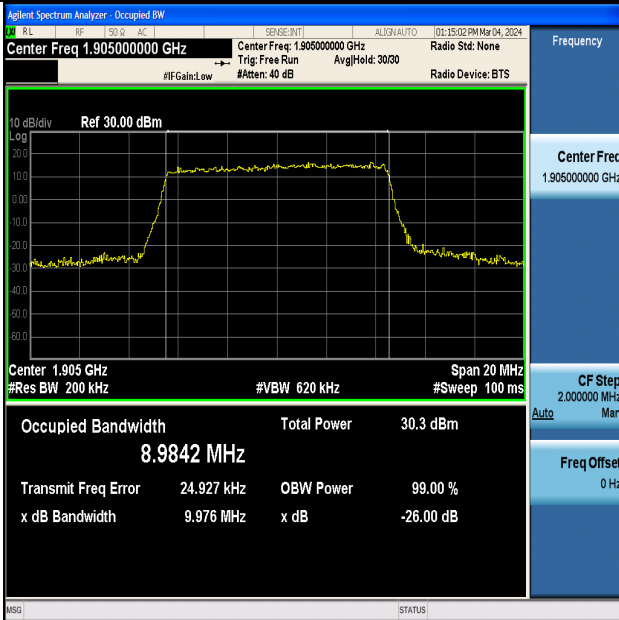 Agilent Spectrum Analyzer - Occupied BW
LXI RL RF 50 Ω AC SENSE:INT ALIGN AUTO 01:15:02 PM Mar 04, 2024
Center Freq 1.905000000 GHz
Center Freq: 1.905000000 GHz Radio Std: None
Trig: Free Run Avg|Hold: 30/30
#IFGain:Low #Atten: 40 dB Radio Device: BTS
Frequency
10 dB/div Ref 30.00 dBm
Log
20.0
10.0
0.00
-10.0
-20.0
-30.0
-40.0
-50.0
-60.0
Center 1.905 GHz Span 20 MHz
#Res BW 200 kHz #VBW 620 kHz #Sweep 100 ms
Occupied Bandwidth Total Power 30.3 dBm
8.9842 MHz
Transmit Freq Error 24.927 kHz OBW Power 99.00 %
x dB Bandwidth 9.976 MHz x dB -26.00 dB
Center Freq
1.905000000 GHz
CF Step
2.000000 MHz
Auto Man
Freq Offset
0 Hz
MSG STATUS